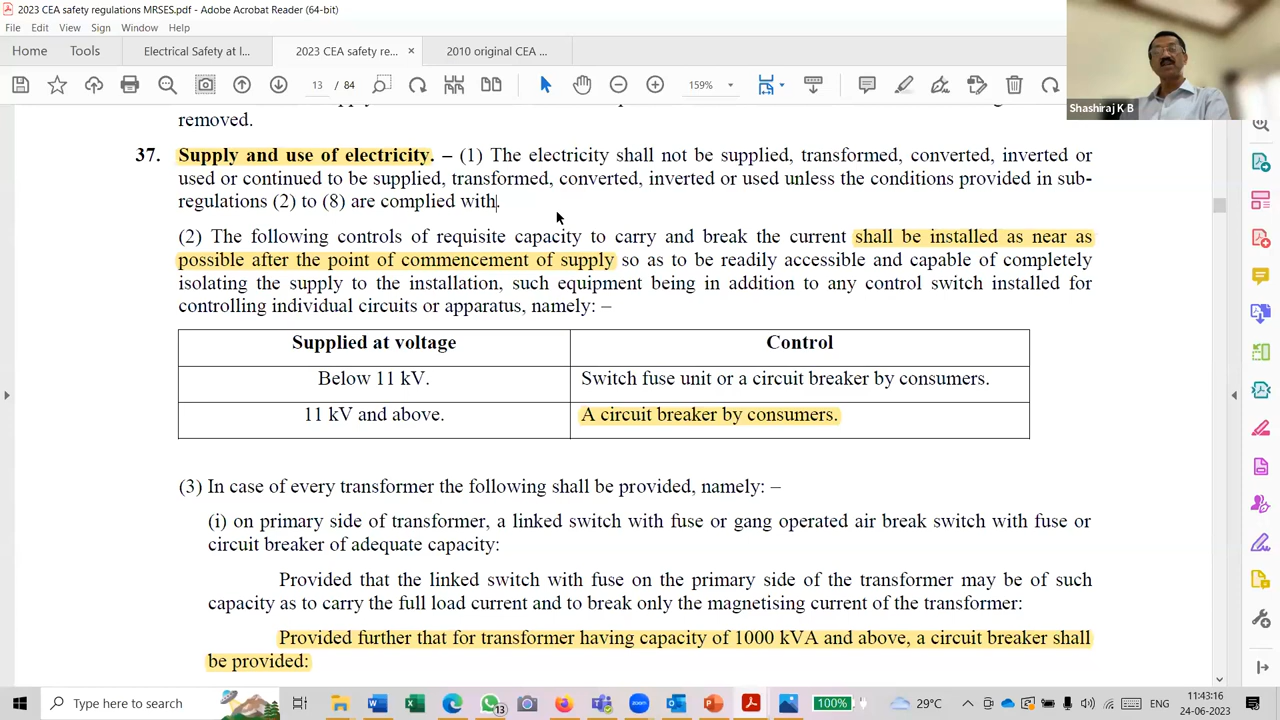 2023 CEA safety regulations MRSES.pdf - Adobe Acrobat Reader (64-bit)
File Edit View Sign Window Help
Home Tools Electrical Safety at I... 2023 CEA safety re... × 2010 original CEA ...
13 / 84 159%
Shashiraj K B
removed.
37. Supply and use of electricity. – (1) The electricity shall not be supplied, transformed, converted, inverted or
used or continued to be supplied, transformed, converted, inverted or used unless the conditions provided in sub-
regulations (2) to (8) are complied with.
(2) The following controls of requisite capacity to carry and break the current shall be installed as near as
possible after the point of commencement of supply so as to be readily accessible and capable of completely
isolating the supply to the installation, such equipment being in addition to any control switch installed for
controlling individual circuits or apparatus, namely: –
Supplied at voltage Control
Below 11 kV. Switch fuse unit or a circuit breaker by consumers.
11 kV and above. A circuit breaker by consumers.
(3) In case of every transformer the following shall be provided, namely: –
(i) on primary side of transformer, a linked switch with fuse or gang operated air break switch with fuse or
circuit breaker of adequate capacity:
Provided that the linked switch with fuse on the primary side of the transformer may be of such
capacity as to carry the full load current and to break only the magnetising current of the transformer:
Provided further that for transformer having capacity of 1000 kVA and above, a circuit breaker shall
be provided:
Type here to search 13 100% 29°C ENG 11:43:16
24-06-2023